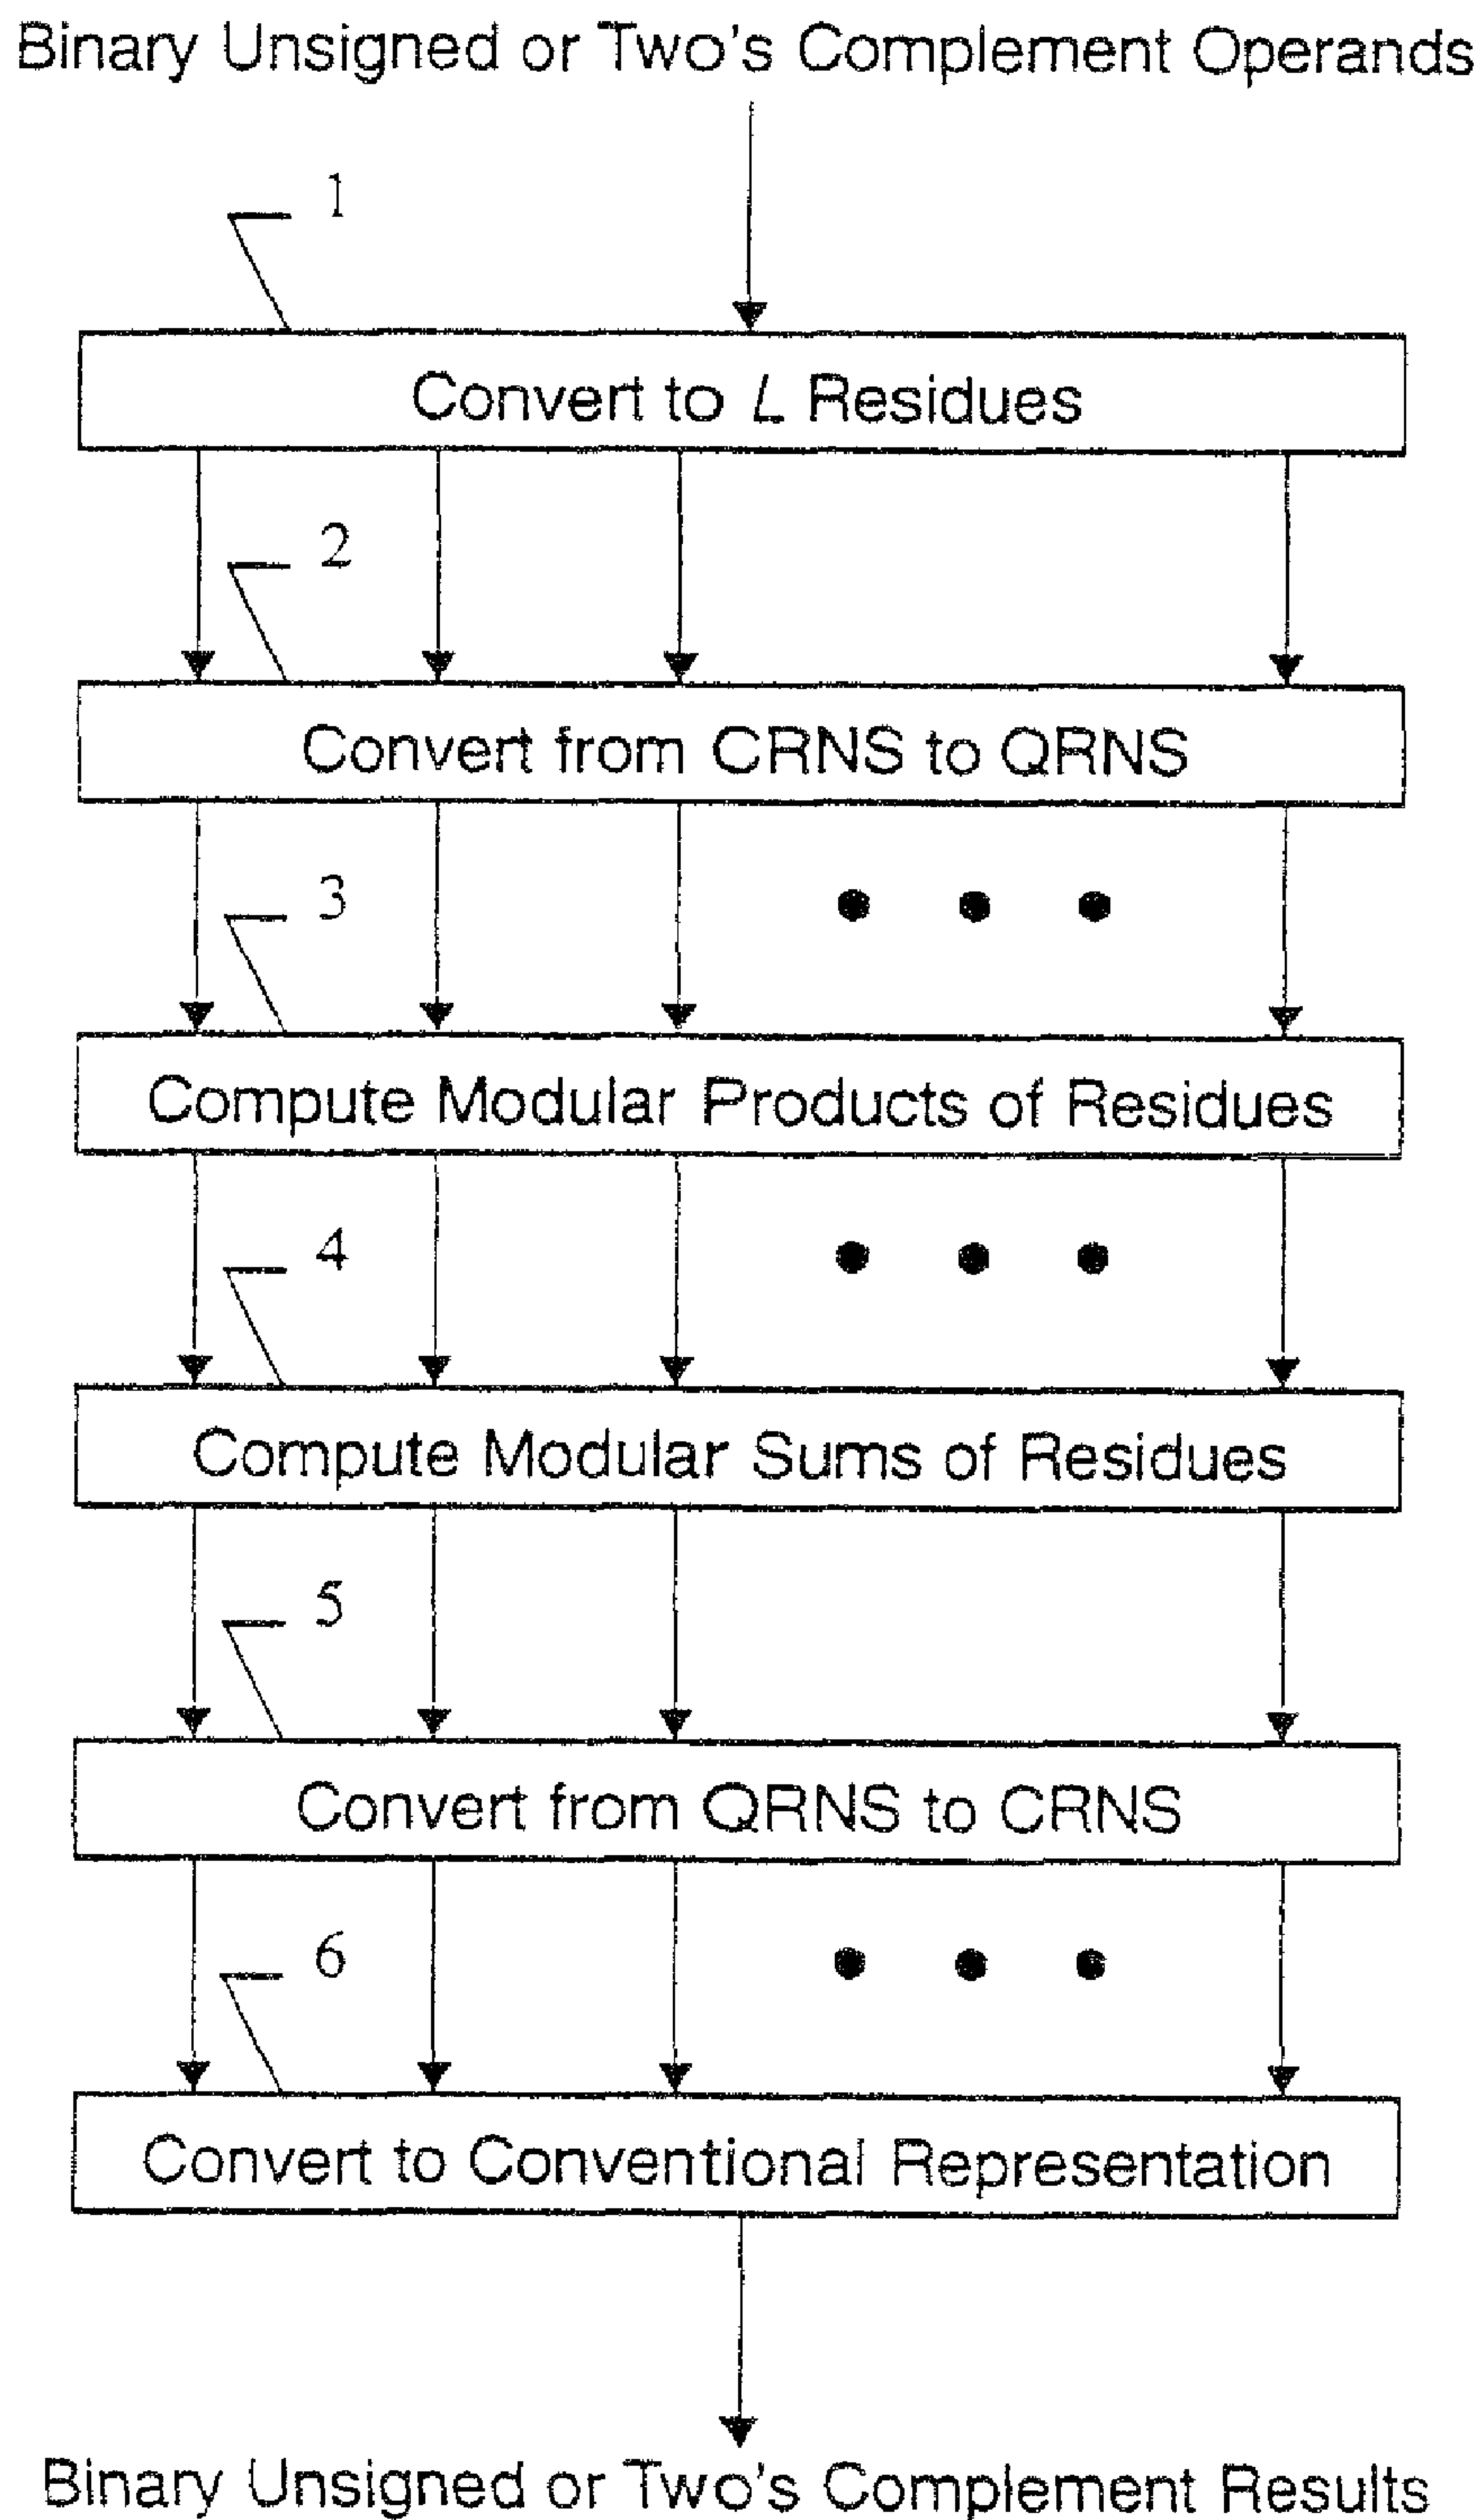 Binary Unsigned or Two's Complement Operands
1
Convert to L Residues
2
Convert from CRNS to QRNS
3
Compute Modular Products of Residues
4
Compute Modular Sums of Residues
5
Convert from QRNS to CRNS
6
Convert to Conventional Representation
Binary Unsigned or Two's Complement Results